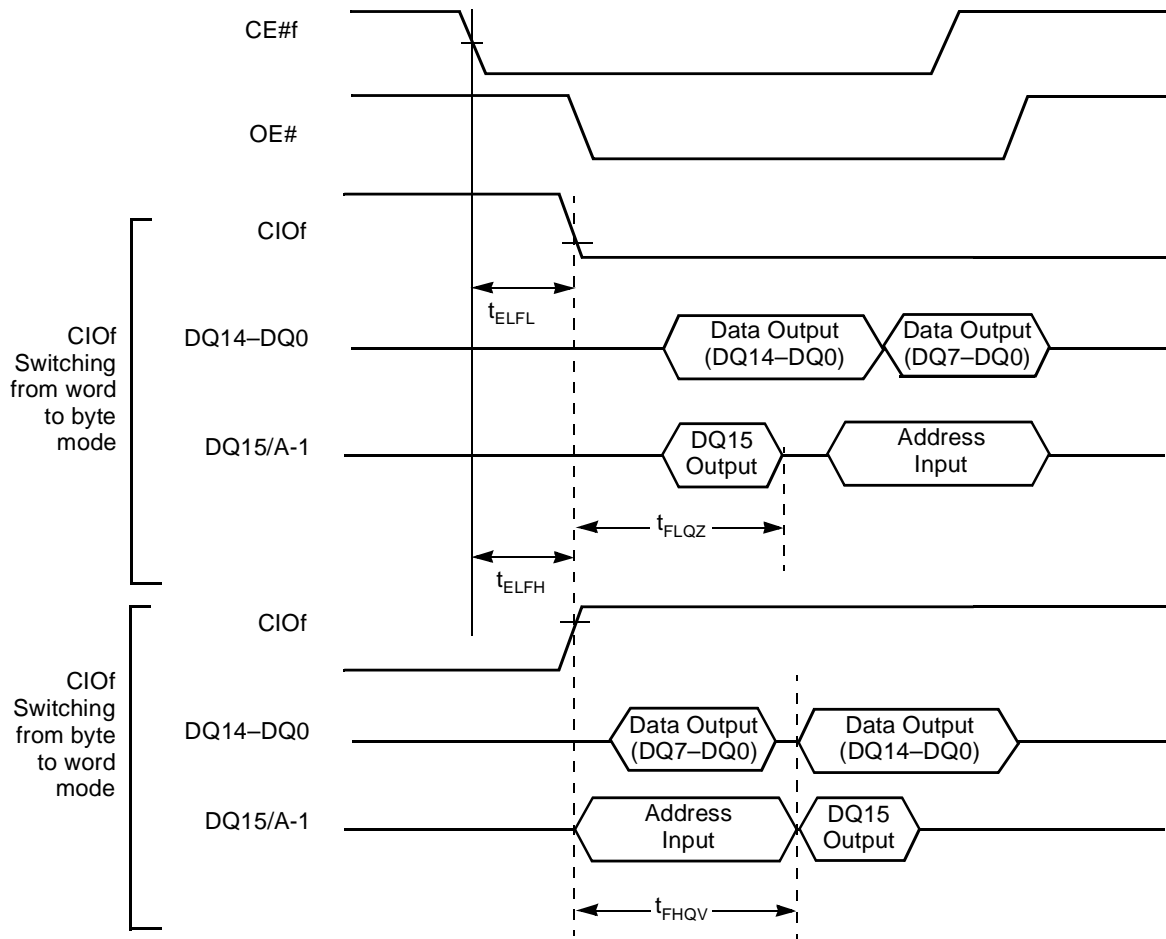 CE#f
OE#
CIOf
Switching
from word
to byte
mode
CIOf
tELFL
DQ14–DQ0
Data Output
(DQ14–DQ0)
Data Output
(DQ7–DQ0)
DQ15/A-1
DQ15
Output
Address
Input
tFLQZ
tELFH
CIOf
Switching
from byte
to word
mode
CIOf
DQ14–DQ0
Data Output
(DQ7–DQ0)
Data Output
(DQ14–DQ0)
DQ15/A-1
Address
Input
DQ15
Output
tFHQV